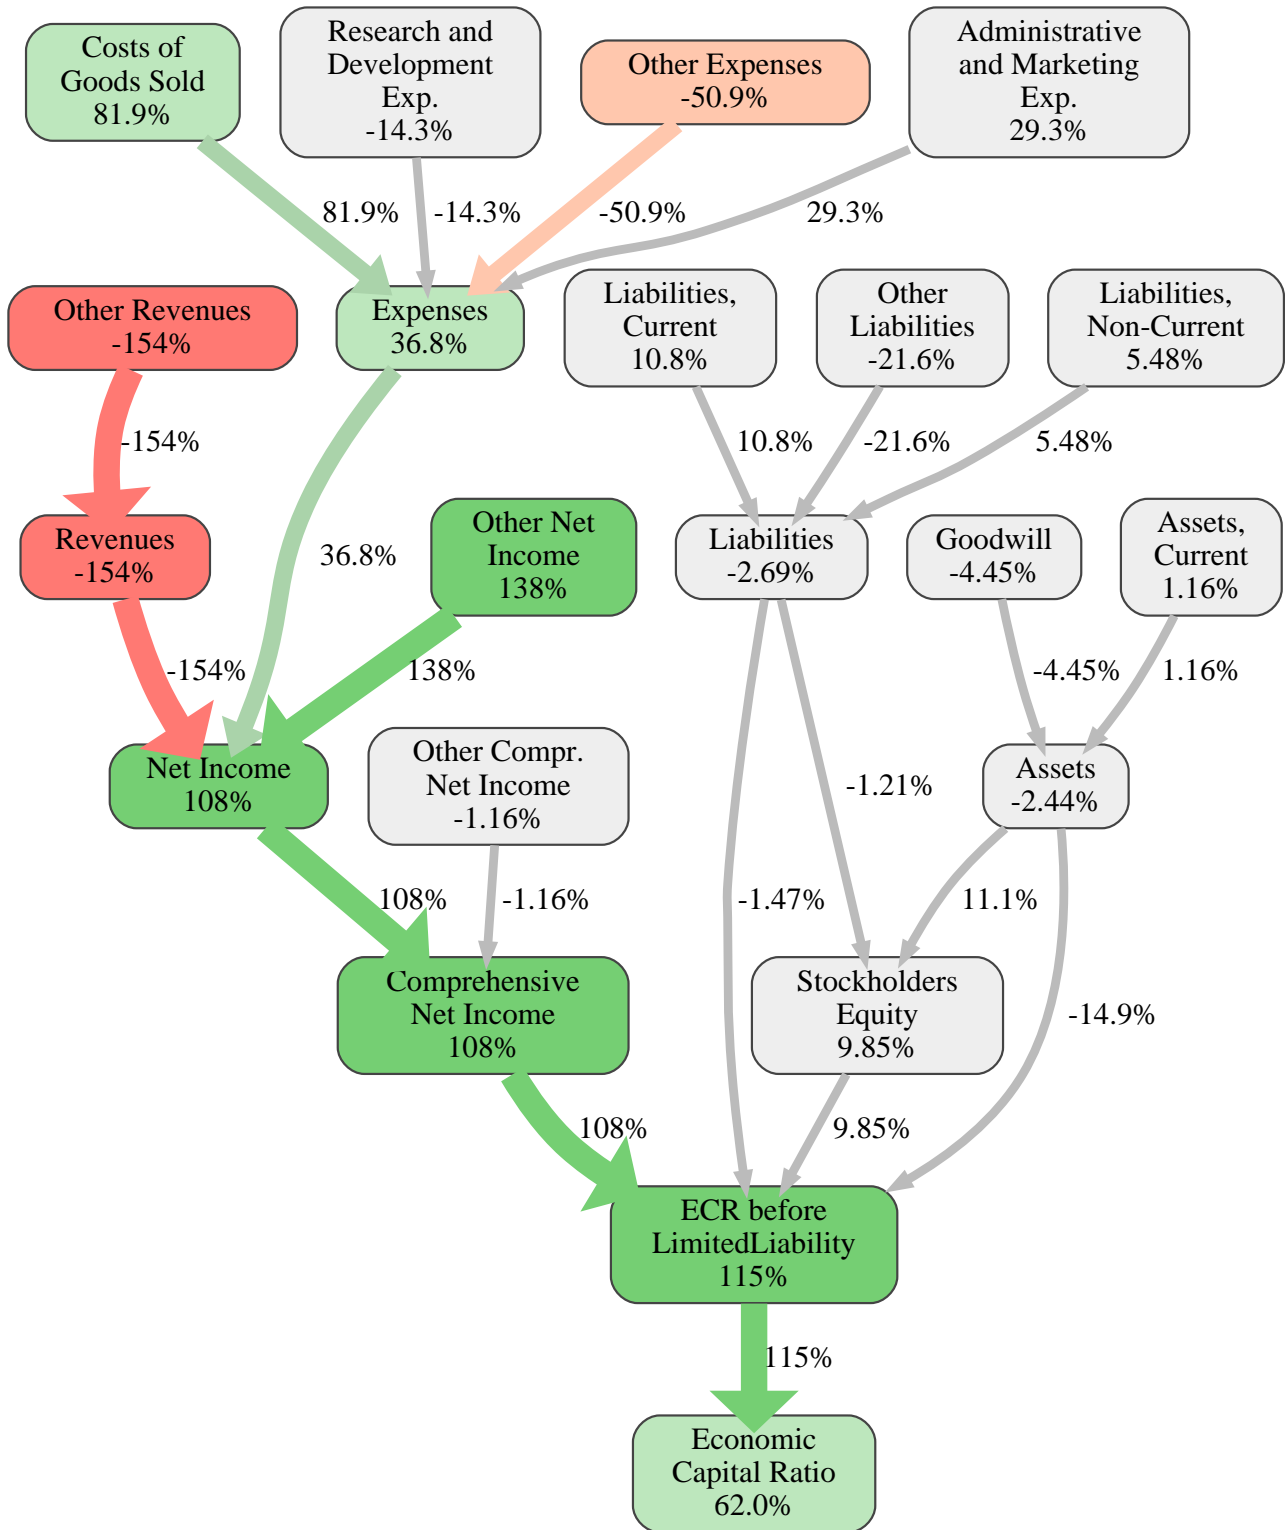 Costs of
Goods Sold
81.9%
Research and
Development
Exp.
-14.3%
Other Expenses
-50.9%
Administrative
and Marketing
Exp.
29.3%
81.9%
-14.3%
-50.9%
29.3%
Other Revenues
-154%
Expenses
36.8%
Liabilities,
Current
10.8%
Other
Liabilities
-21.6%
Liabilities,
Non-Current
5.48%
-154%
10.8%
-21.6%
5.48%
Revenues
-154%
36.8%
Other Net
Income
138%
Liabilities
-2.69%
Goodwill
-4.45%
Assets,
Current
1.16%
-154%
138%
-4.45%
1.16%
Net Income
108%
Other Compr.
Net Income
-1.16%
-1.21%
Assets
-2.44%
108%
-1.16%
-1.47%
11.1%
Comprehensive
Net Income
108%
Stockholders
Equity
9.85%
-14.9%
108%
9.85%
ECR before
LimitedLiability
115%
115%
Economic
Capital Ratio
62.0%